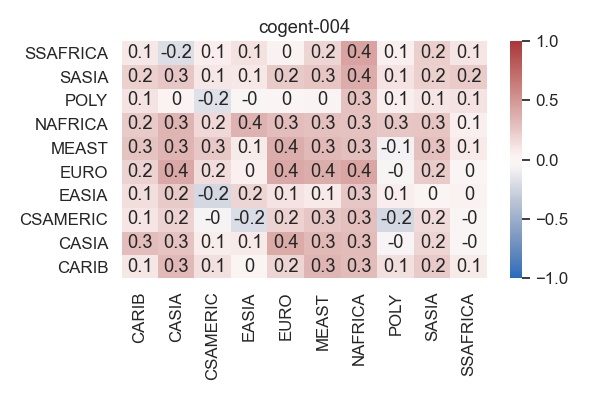 cogent-004
SSAFRICA 0.1 -0.2 0.1 0.1 0 0.2 0.4 0.1 0.2 0.1
SASIA 0.2 0.3 0.1 0.1 0.2 0.3 0.4 0.1 0.2 0.2
POLY 0.1 0 -0.2 -0 0 0 0.3 0.1 0.1 0.1
NAFRICA 0.2 0.3 0.2 0.4 0.3 0.3 0.3 0.3 0.3 0.1
MEAST 0.3 0.3 0.3 0.1 0.4 0.3 0.3 -0.1 0.3 0.1
EURO 0.2 0.4 0.2 0 0.4 0.4 0.4 -0 0.2 0
EASIA 0.1 0.2 -0.2 0.2 0.1 0.1 0.3 0.1 0 0
CSAMERIC 0.1 0.2 -0 -0.2 0.2 0.3 0.3 -0.2 0.2 -0
CASIA 0.3 0.3 0.1 0.1 0.4 0.3 0.3 -0 0.2 -0
CARIB 0.1 0.3 0.1 0 0.2 0.3 0.3 0.1 0.2 0.1
CARIB CASIA CSAMERIC EASIA EURO MEAST NAFRICA POLY SASIA SSAFRICA
1.0
0.5
0.0
−0.5
−1.0